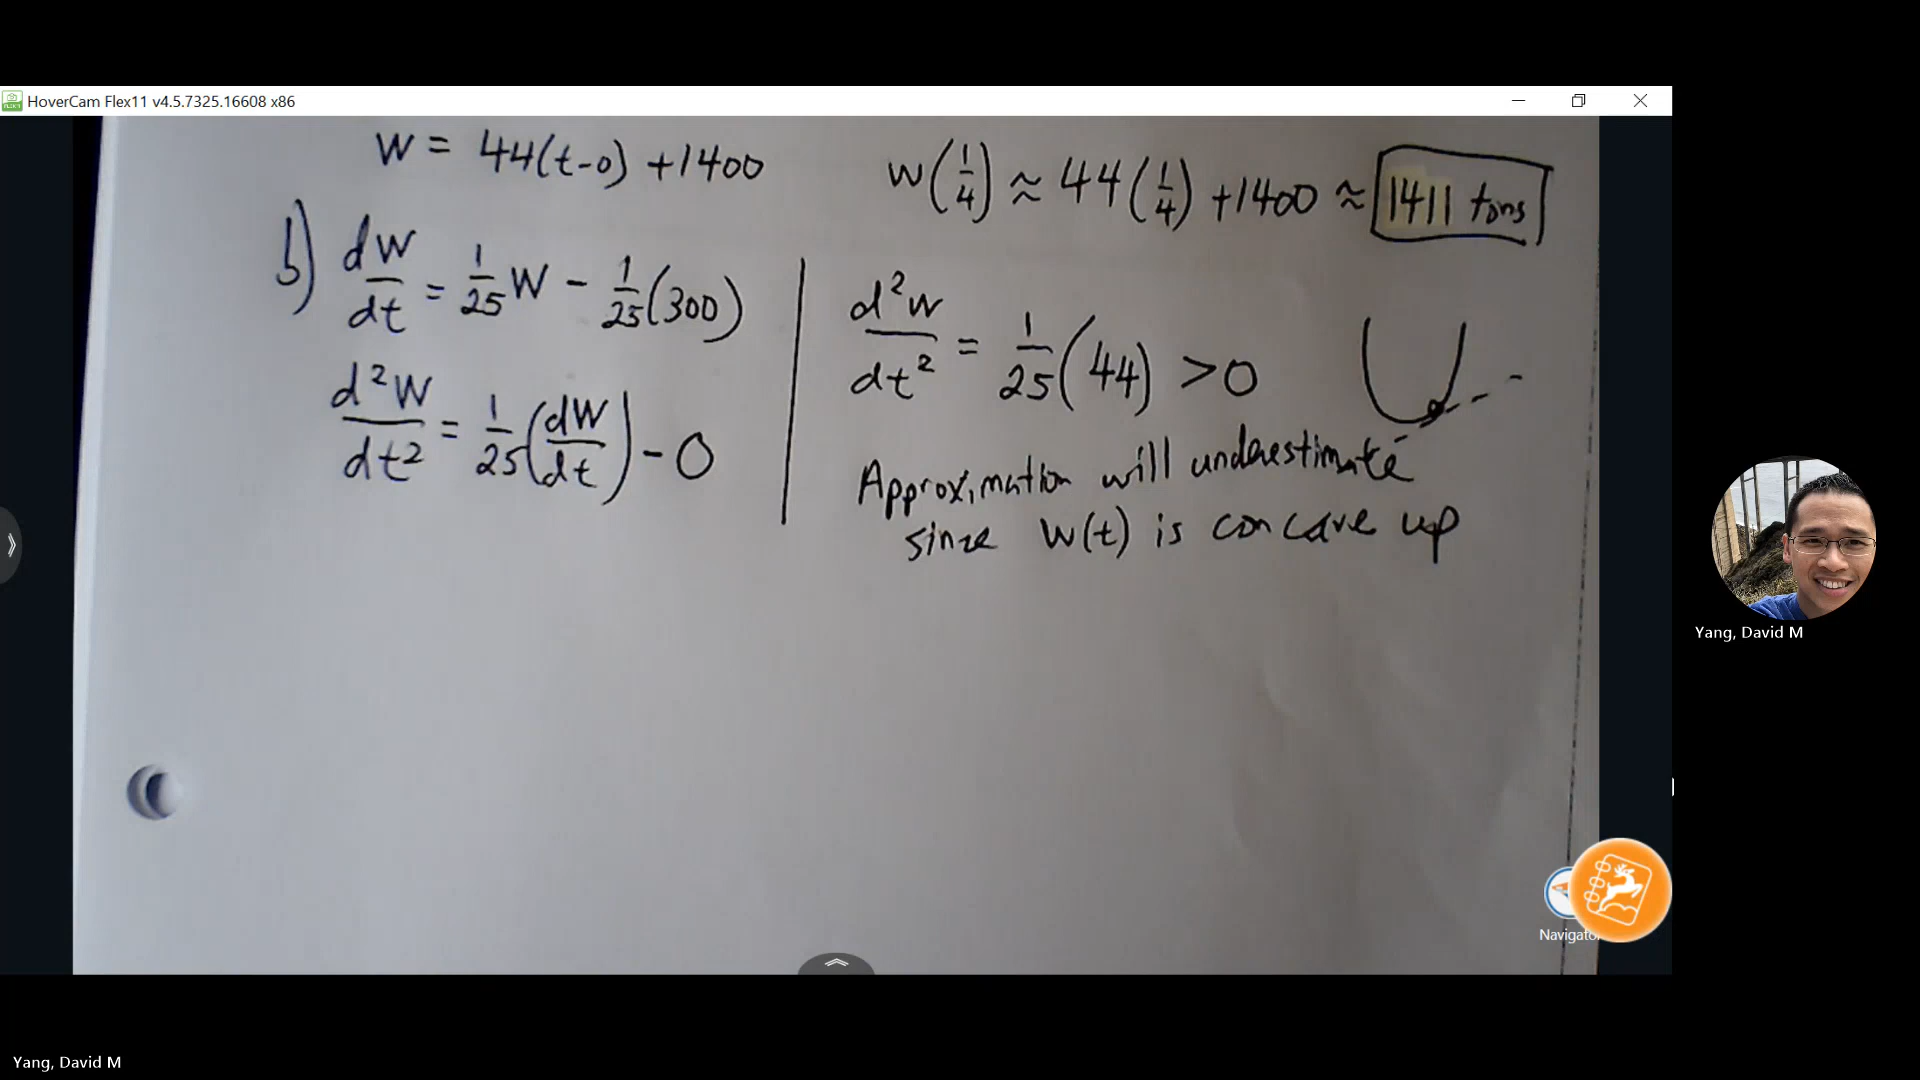 HoverCam Flex11 v4.5.7325.16608 x86
W = 44(t-0) + 1400
W(1/4) ≈ 44(1/4) + 1400 ≈ 1411 tons
b) dW/dt = 1/25 W - 1/25(300)
d²W/dt² = 1/25(dW/dt) - 0
d²W/dt² = 1/25(44) > 0
Approximation will underestimate
since W(t) is concave up
Yang, David M
Navigator
Yang, David M